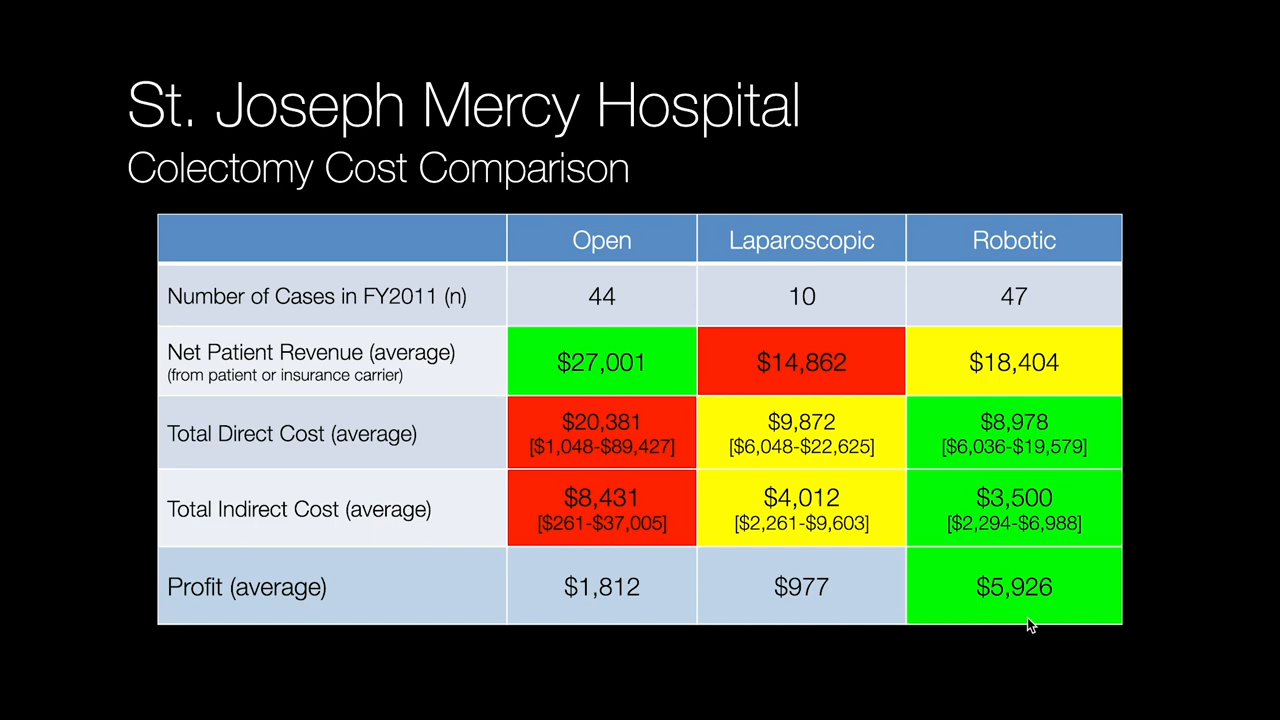 St. Joseph Mercy Hospital
Colectomy Cost Comparison
Open Laparoscopic Robotic
Number of Cases in FY2011 (n) 44 10 47
Net Patient Revenue (average)
(from patient or insurance carrier)
$27,001 $14,862 $18,404
Total Direct Cost (average)
$20,381 $9,872 $8,978
[$1,048-$89,427] [$6,048-$22,625] [$6,036-$19,579]
Total Indirect Cost (average)
$8,431 $4,012 $3,500
[$261-$37,005] [$2,261-$9,603] [$2,294-$6,988]
Profit (average) $1,812 $977 $5,926